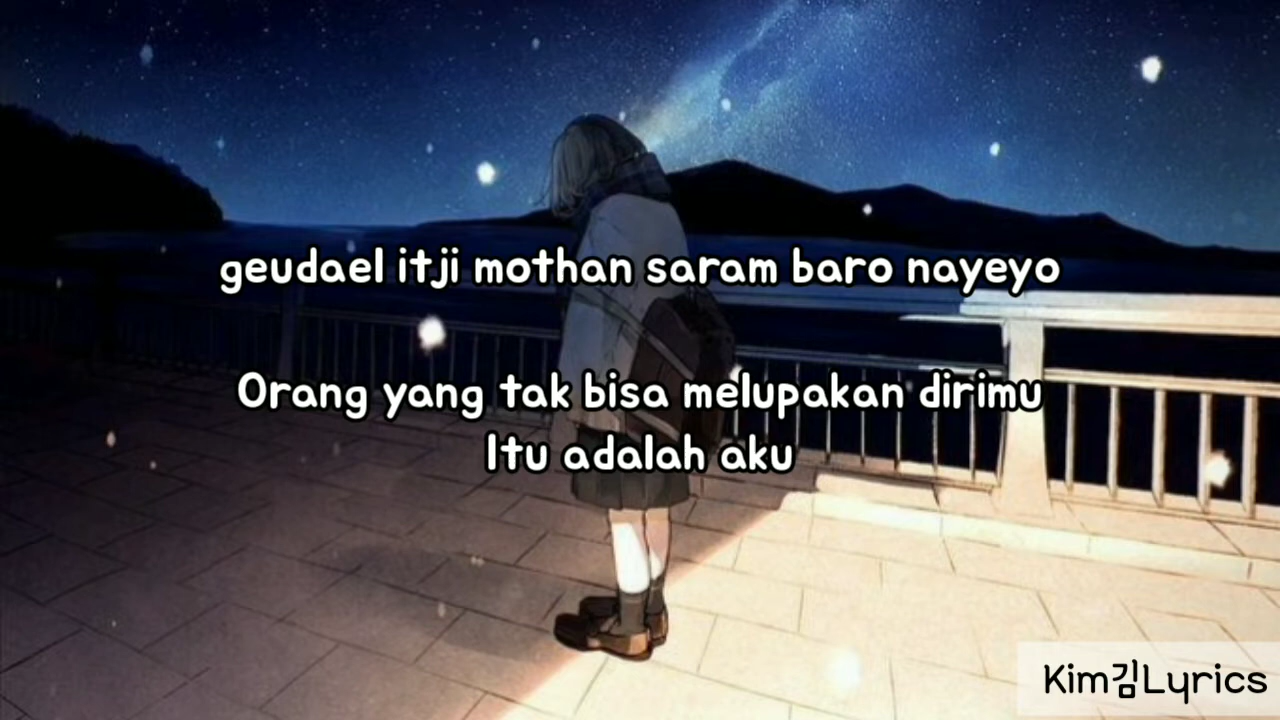 geudael itji mothan saram baro nayeyo
Orang yang tak bisa melupakan dirimu
Itu adalah aku
Kim김Lyrics